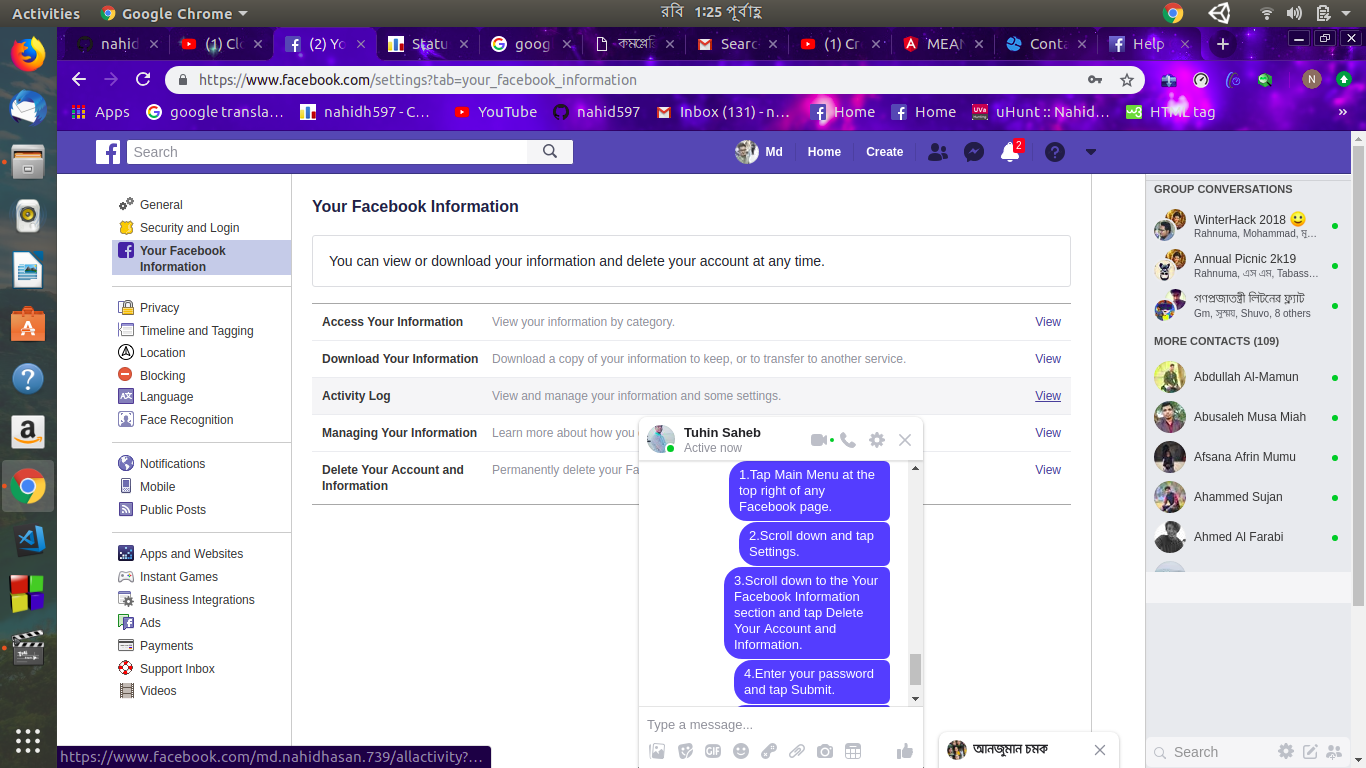 Activities
Google Chrome
রবি 1:25 পূর্বাহ্ণ
nahid
(1) Clo
(2) Yo
Statu
goog
কমপ্লেক্সি
Searc
(1) Cr
MEAN
Conta
Help
https://www.facebook.com/settings?tab=your_facebook_information
N
Apps
google transla...
nahidh597 - C...
YouTube
nahid597
Inbox (131) - n...
Home
Home
uHunt :: Nahid...
HTML tag
»
Search
Md
Home
Create
2
General
Security and Login
Your Facebook
Information
Privacy
Timeline and Tagging
Location
Blocking
Language
Face Recognition
Notifications
Mobile
Public Posts
Apps and Websites
Instant Games
Business Integrations
Ads
Payments
Support Inbox
Videos
Your Facebook Information
You can view or download your information and delete your account at any time.
Access Your Information View your information by category. View
Download Your Information Download a copy of your information to keep, or to transfer to another service. View
Activity Log View and manage your information and some settings. View
Managing Your Information Learn more about how you View
Delete Your Account and Permanently delete your Fa View
Information
Tuhin Saheb
Active now
1.Tap Main Menu at the
top right of any
Facebook page.
2.Scroll down and tap
Settings.
3.Scroll down to the Your
Facebook Information
section and tap Delete
Your Account and
Information.
4.Enter your password
and tap Submit.
Type a message...
GIF
আনজুমান চমক
GROUP CONVERSATIONS
WinterHack 2018
Rahnuma, Mohammad, মু...
Annual Picnic 2k19
Rahnuma, এস এম, Tabass...
গণপ্রজাতন্ত্রী লিটনের ফ্ল্যাট
Gm, সুস্ময়, Shuvo, 8 others
MORE CONTACTS (109)
Abdullah Al-Mamun
Abusaleh Musa Miah
Afsana Afrin Mumu
Ahammed Sujan
Ahmed Al Farabi
Search
https://www.facebook.com/md.nahidhasan.739/allactivity?...